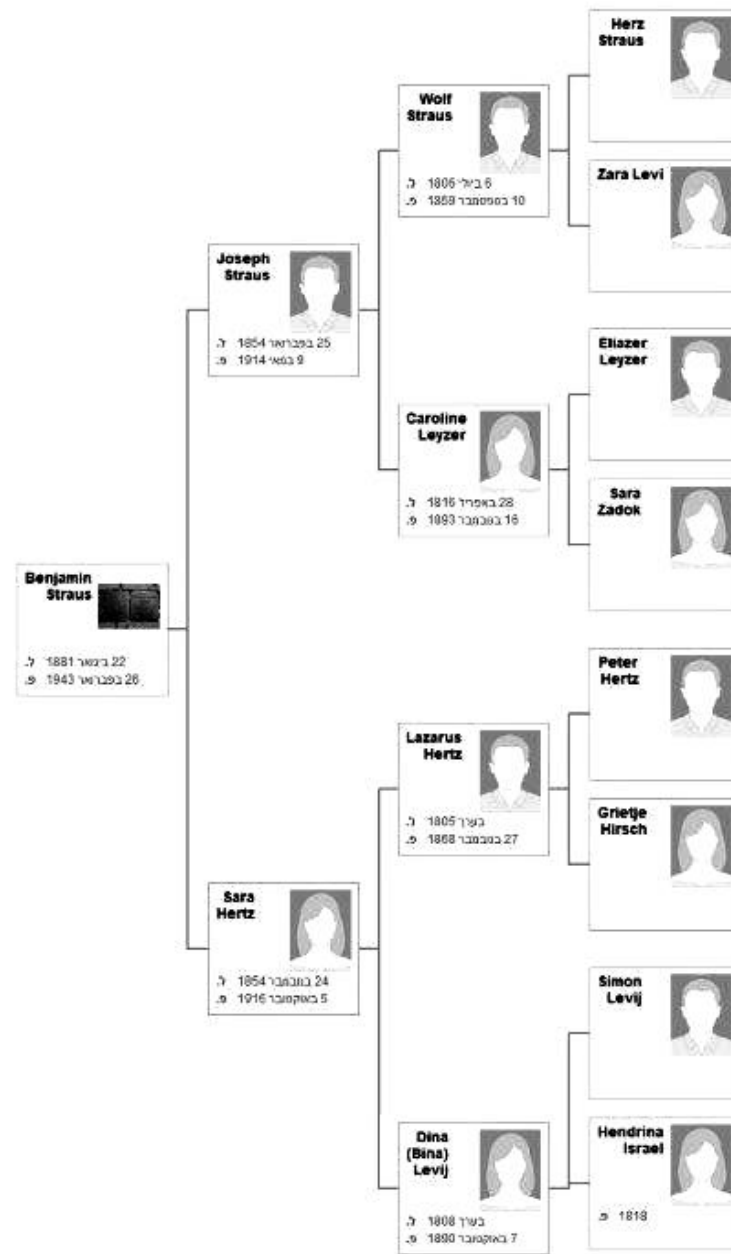 Herz
Straus
Wolf
Straus
ל. 6 ביולי 1806
פ. 10 בספטמבר 1859
Zara Levi
Joseph
Straus
ל. 25 בפברואר 1854
פ. 9 במאי 1914
Eliazer
Leyzer
Caroline
Leyzer
ל. 28 באפריל 1816
פ. 16 בנובמבר 1893
Sara
Zadok
Benjamin
Straus
ל. 22 בינואר 1881
פ. 26 בפברואר 1943
Peter
Hertz
Lazarus
Hertz
ל. בערך 1805
פ. 27 בנובמבר 1868
Grietje
Hirsch
Sara
Hertz
ל. 24 בנובמבר 1854
פ. 5 באוקטובר 1916
Simon
Levij
Dina
(Bina)
Levij
ל. בערך 1808
פ. 7 באוקטובר 1890
Hendrina
Israel
פ. 1818